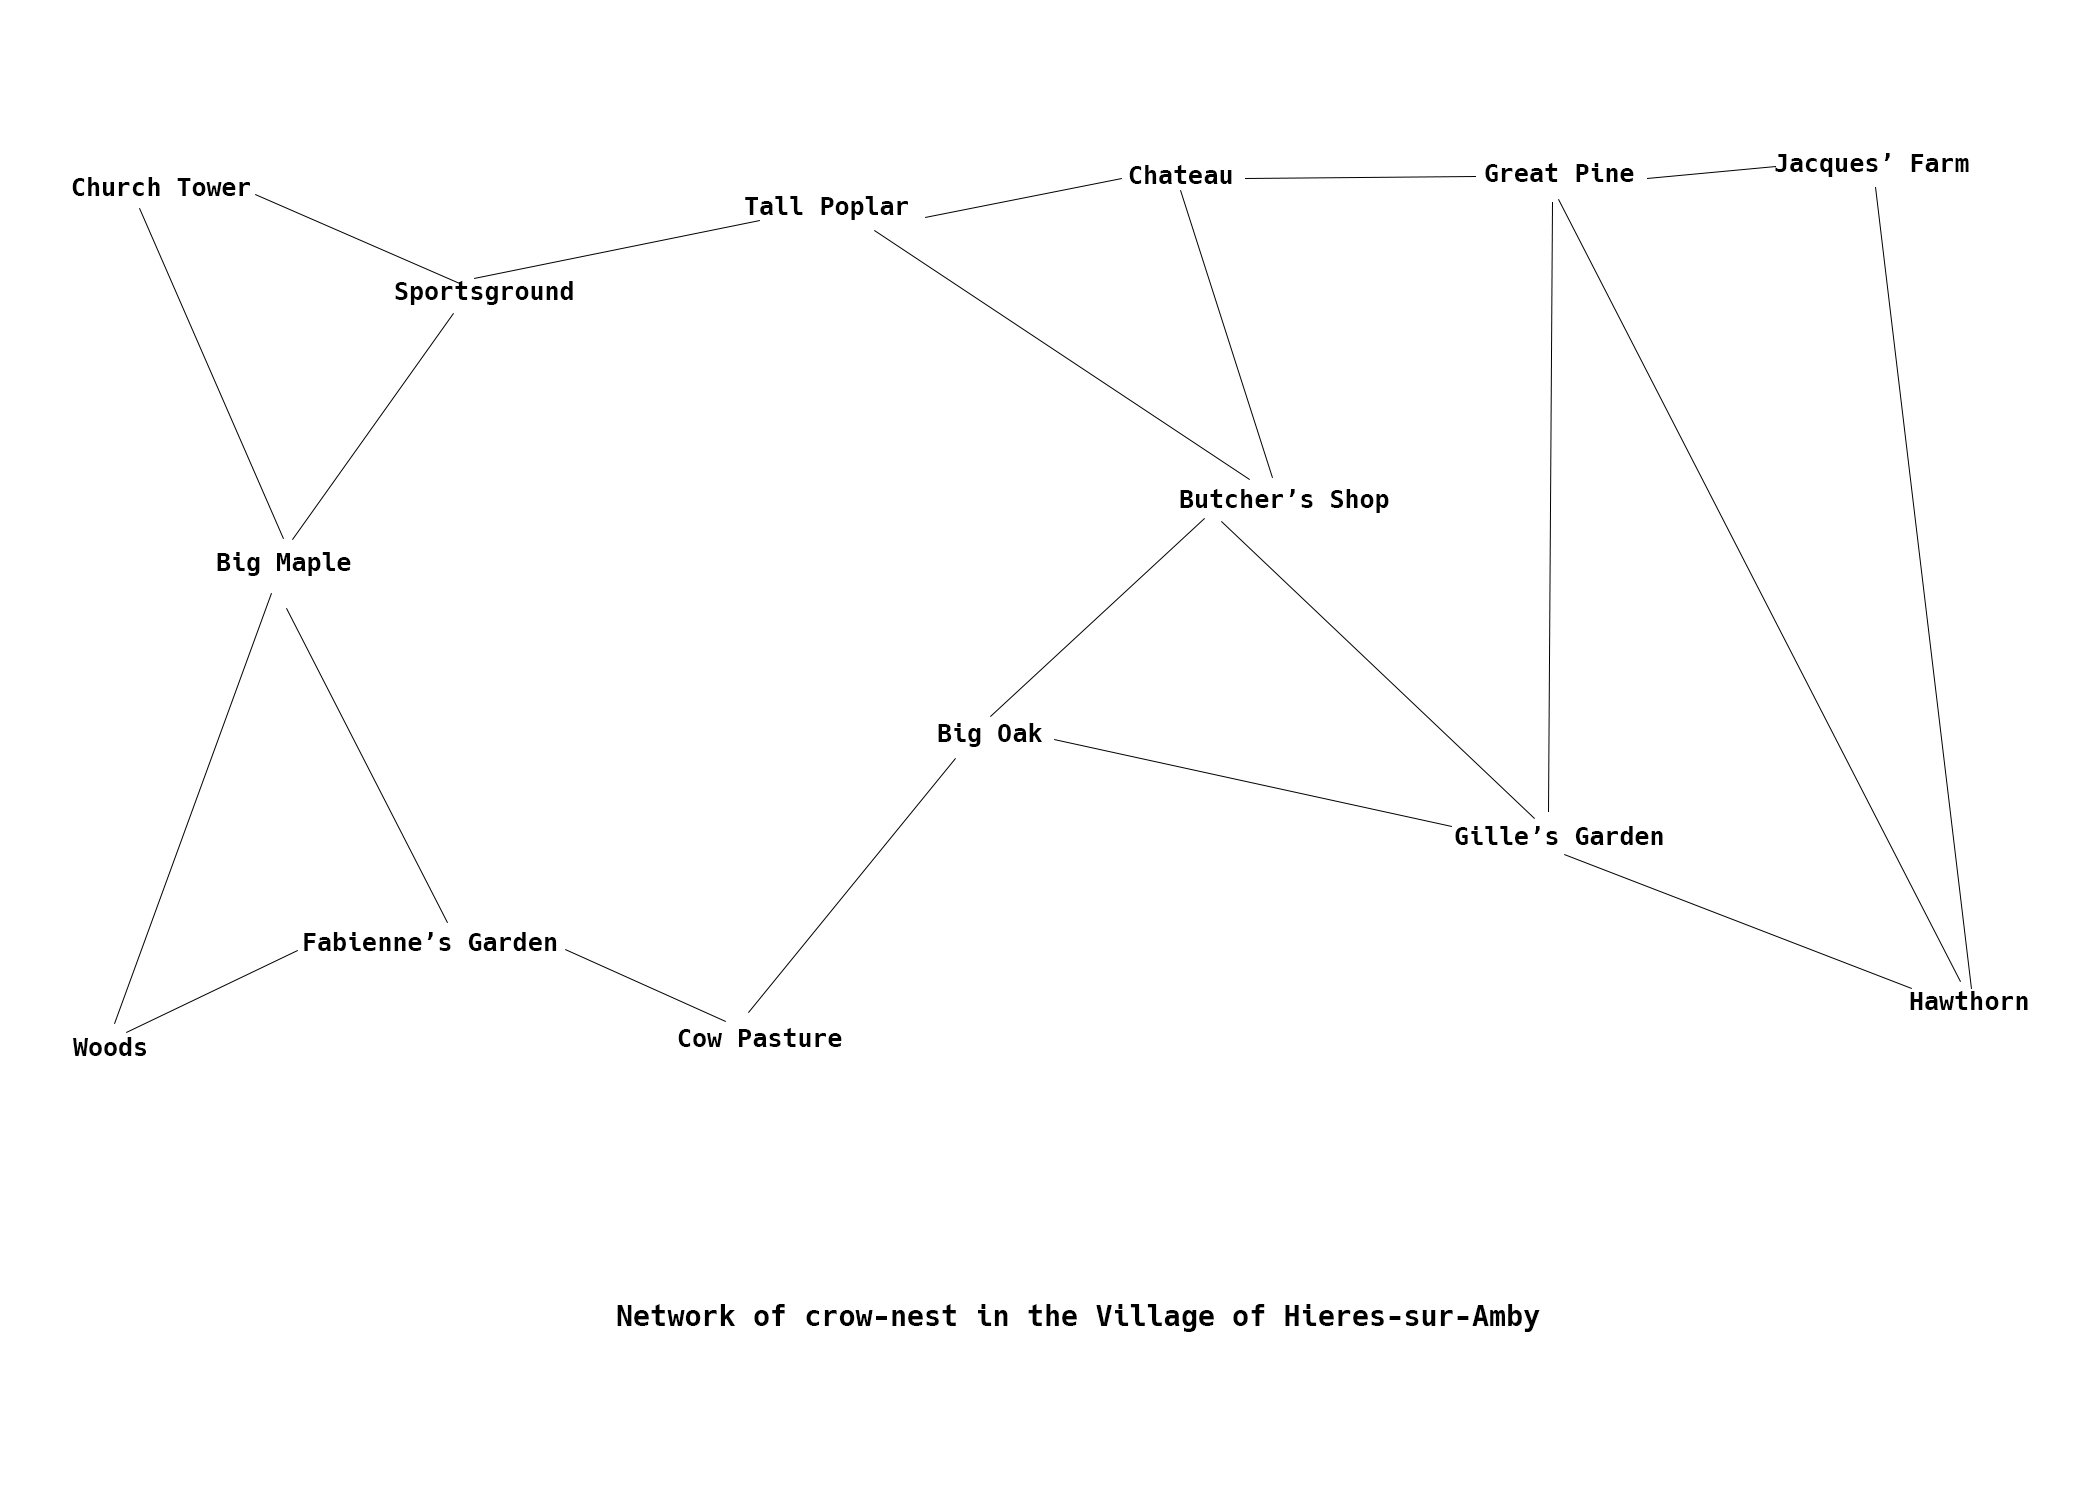 Jacques’ Farm
Great Pine
Chateau
Church Tower
Tall Poplar
Sportsground
Butcher’s Shop
Big Maple
Big Oak
Gille’s Garden
Fabienne’s Garden
Hawthorn
Cow Pasture
Woods
Network of crow-nest in the Village of Hieres-sur-Amby